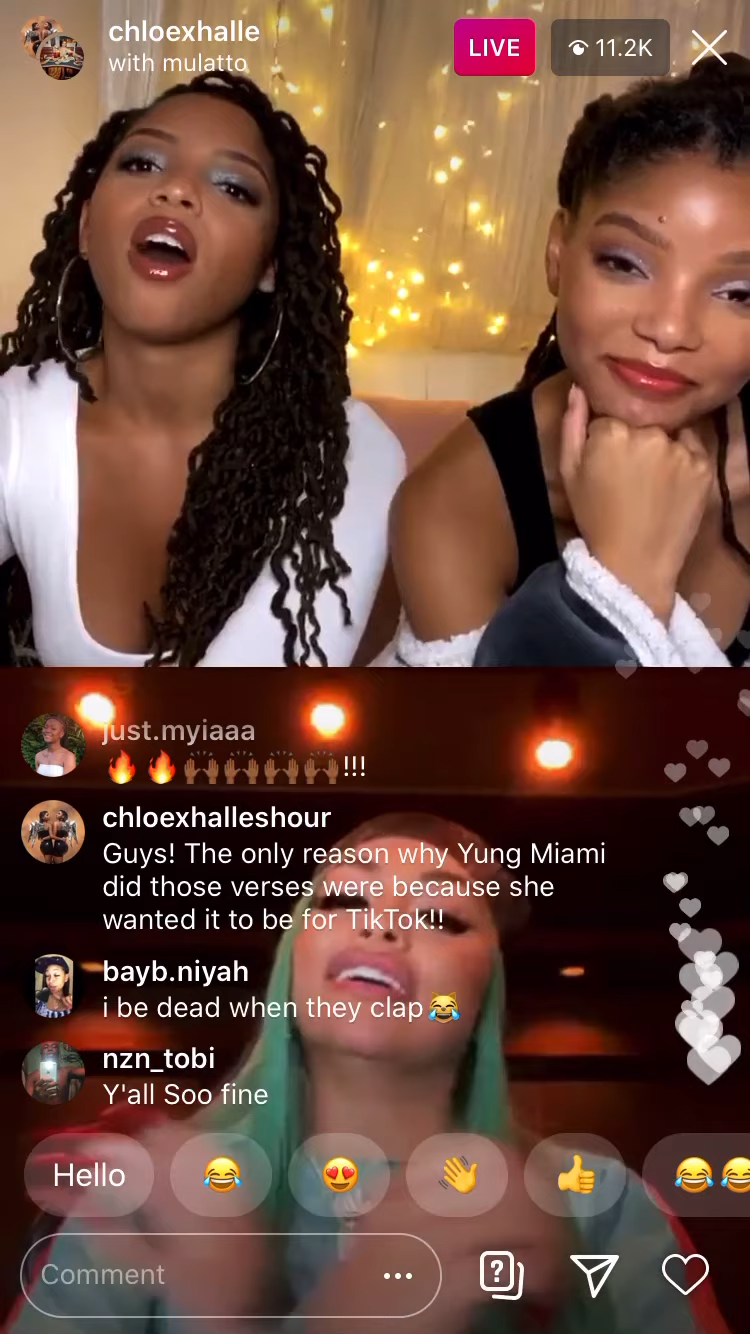 chloexhalle
with mulatto
LIVE
11.2K
just.myiaaa
🔥🔥🙌🏾🙌🏾🙌🏾🙌🏾!!!
chloexhalleshour
Guys! The only reason why Yung Miami
did those verses were because she
wanted it to be for TikTok!!
bayb.niyah
i be dead when they clap😹
nzn_tobi
Y'all Soo fine
Hello 😂 😍 👋 👍 😂😂
Comment